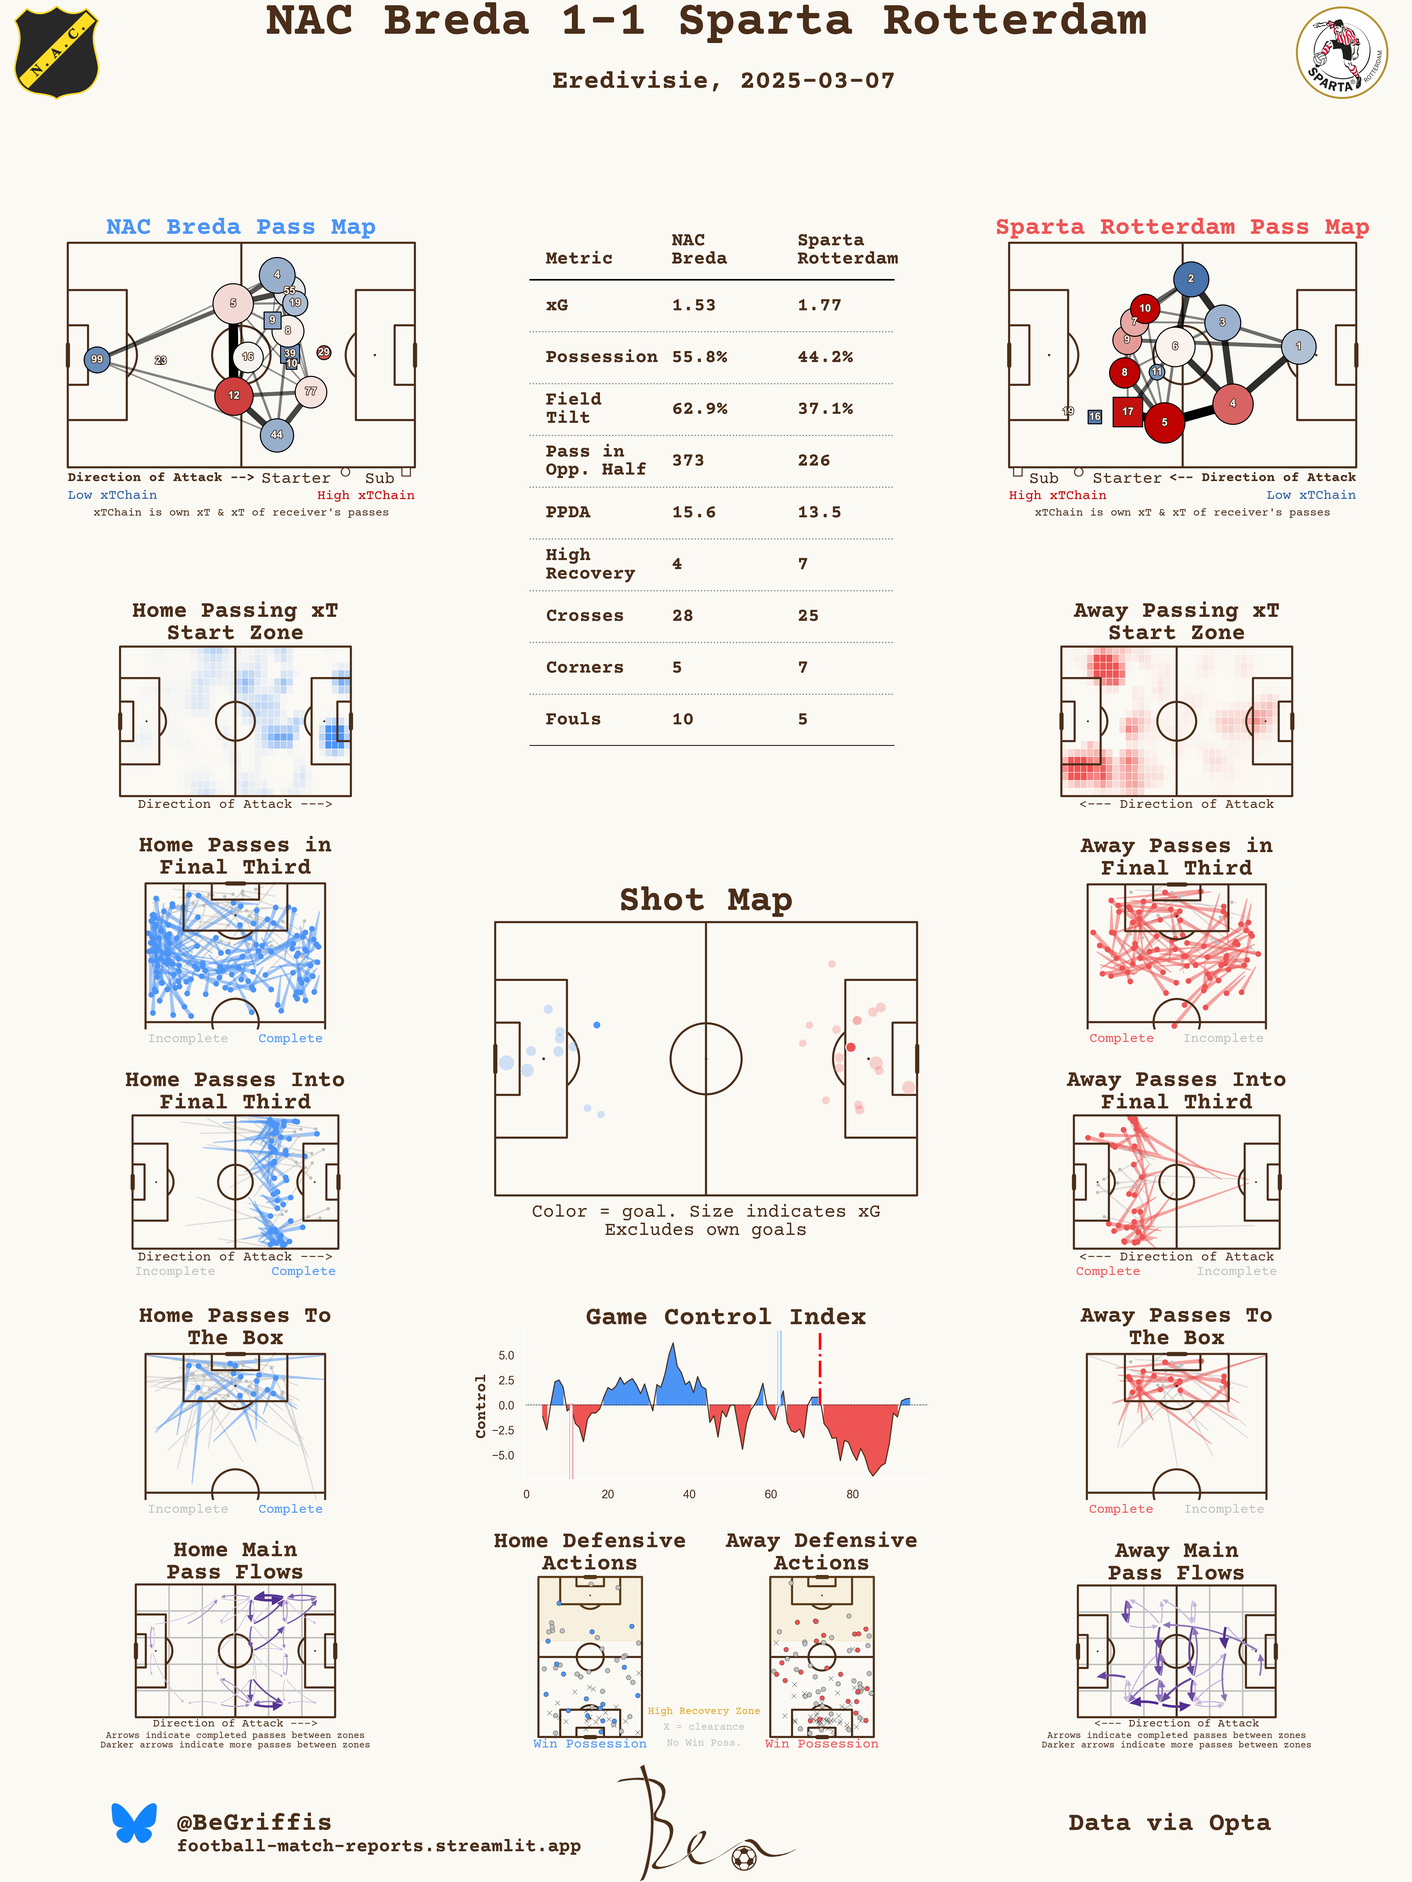 NAC Breda 1-1 Sparta Rotterdam
Eredivisie, 2025-03-07
N.A.C.
SPARTA
ROTTERDAM
NAC Breda Pass Map
4
55
5
19
9
8
99
23
16
39
10
29
12
77
44
Direction of Attack --> Starter Sub
Low xTChain High xTChain
xTChain is own xT & xT of receiver's passes
Metric NAC Breda Sparta Rotterdam
xG 1.53 1.77
Possession 55.8% 44.2%
Field Tilt 62.9% 37.1%
Pass in Opp. Half 373 226
PPDA 15.6 13.5
High Recovery 4 7
Crosses 28 25
Corners 5 7
Fouls 10 5
Sparta Rotterdam Pass Map
2
10
7
3
9
6
1
8
11
19
16
17
5
4
Sub Starter <-- Direction of Attack
High xTChain Low xTChain
xTChain is own xT & xT of receiver's passes
Home Passing xT
Start Zone
Direction of Attack --->
Away Passing xT
Start Zone
<--- Direction of Attack
Home Passes in
Final Third
Incomplete Complete
Away Passes in
Final Third
Complete Incomplete
Shot Map
Color = goal. Size indicates xG
Excludes own goals
Home Passes Into
Final Third
Direction of Attack --->
Incomplete Complete
Away Passes Into
Final Third
<--- Direction of Attack
Complete Incomplete
Home Passes To
The Box
Incomplete Complete
Game Control Index
Control
5.0
2.5
0.0
−2.5
−5.0
0 20 40 60 80
Away Passes To
The Box
Complete Incomplete
Home Main
Pass Flows
Direction of Attack --->
Arrows indicate completed passes between zones
Darker arrows indicate more passes between zones
Home Defensive
Actions
Win Possession
High Recovery Zone
X = clearance
No Win Poss.
Away Defensive
Actions
Win Possession
Away Main
Pass Flows
<--- Direction of Attack
Arrows indicate completed passes between zones
Darker arrows indicate more passes between zones
@BeGriffis
football-match-reports.streamlit.app
Ben
Data via Opta